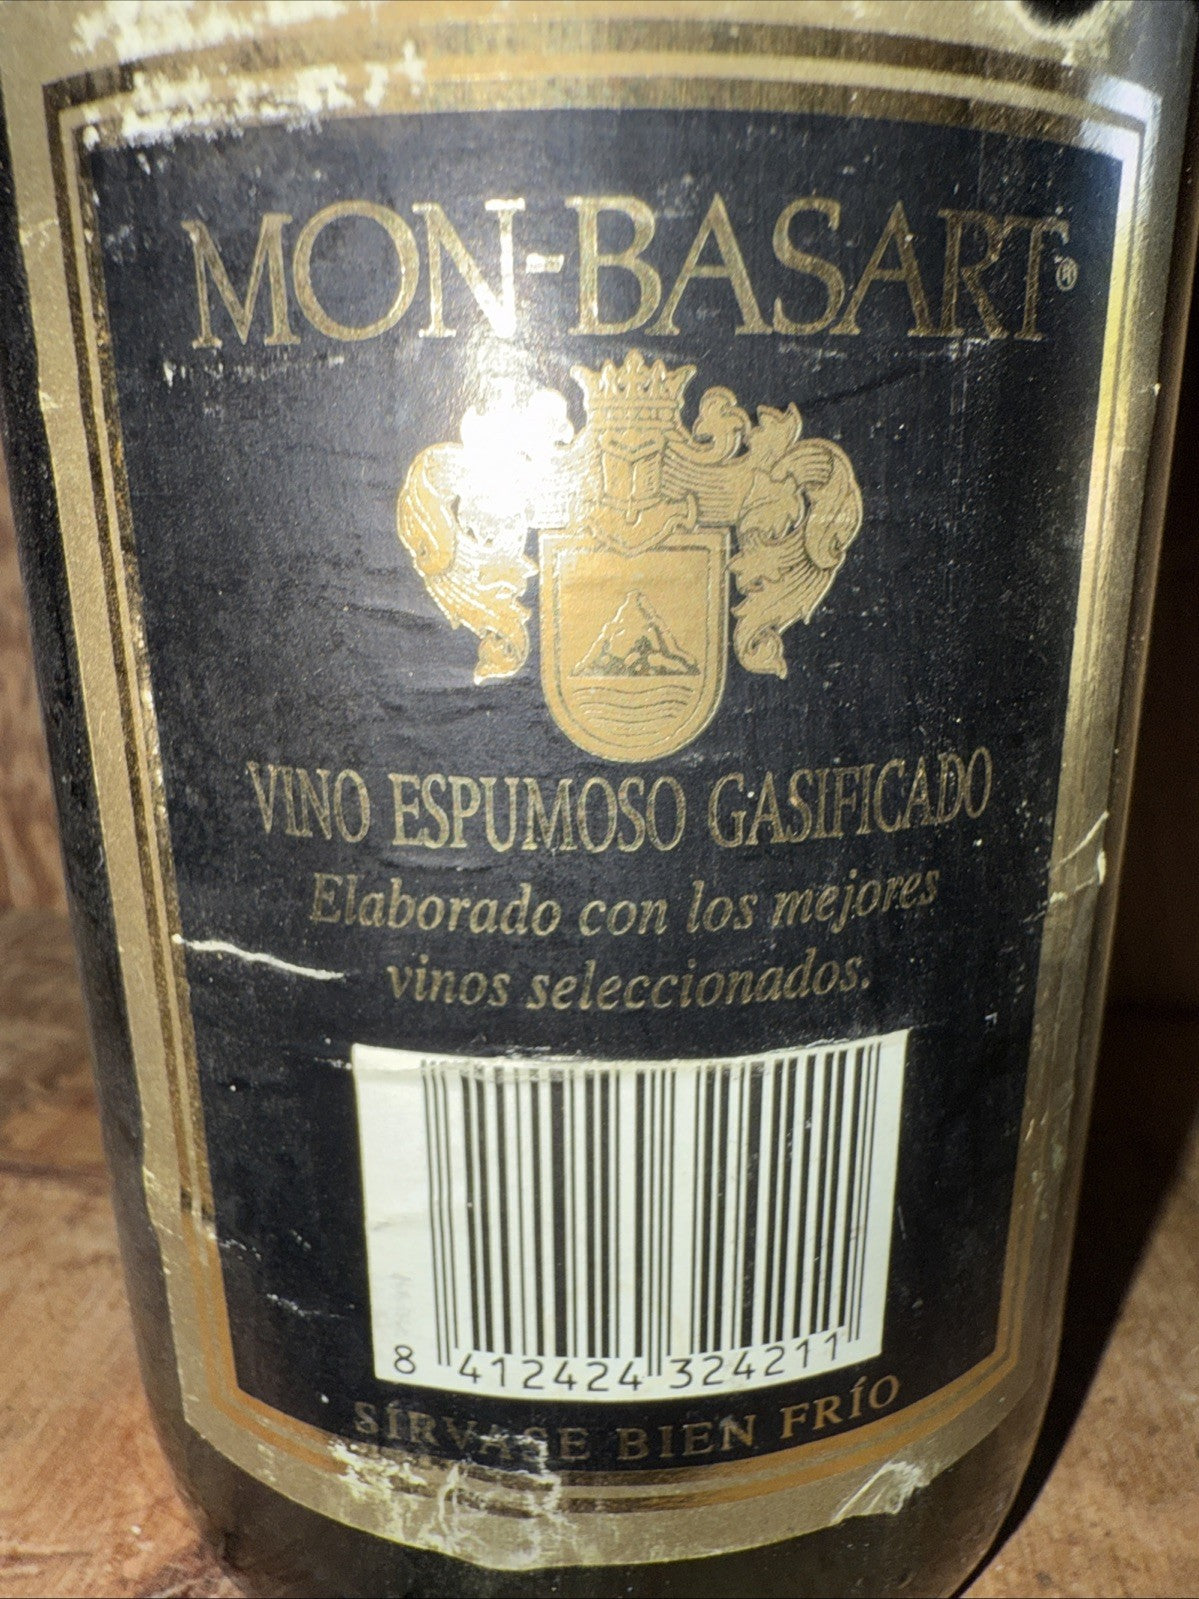 MON-BASART®
VINO ESPUMOSO GASIFICADO
Elaborado con los mejores
vinos seleccionados.
8 412424 324211
SÍRVASE BIEN FRÍO